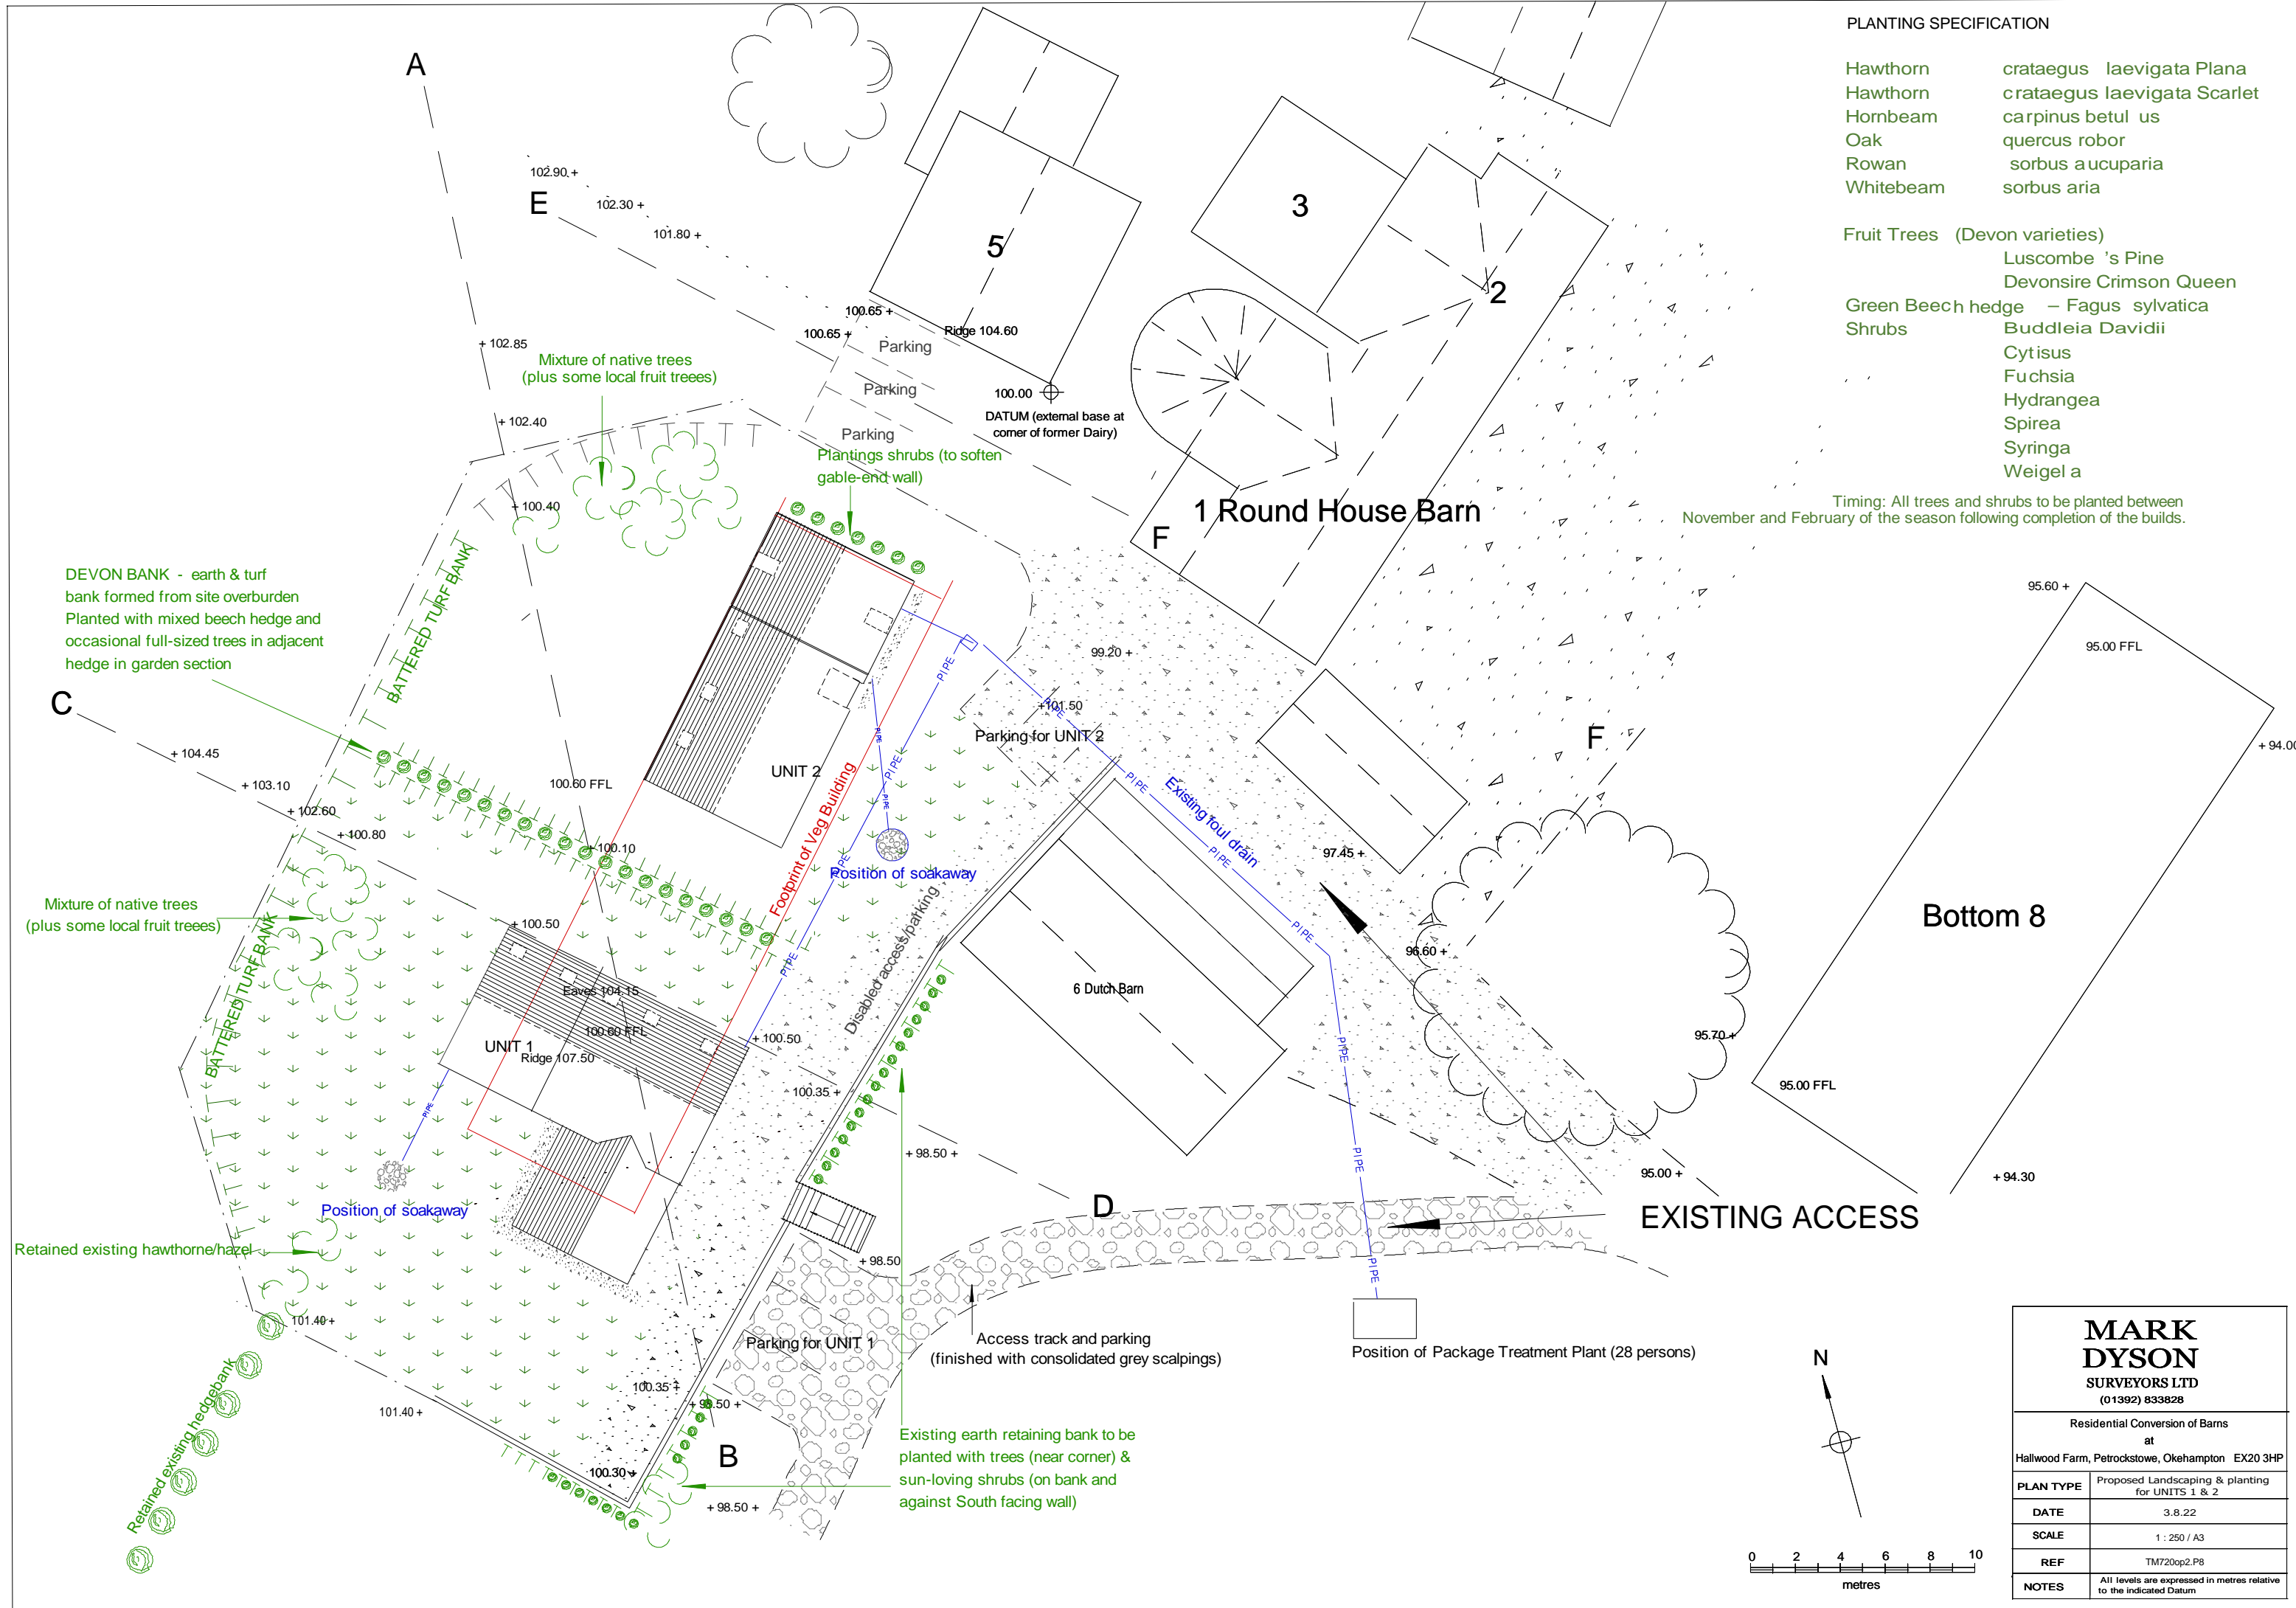 PLANTING SPECIFICATION
Hawthorn crataegus laevigata Plana
Hawthorn crataegus laevigata Scarlet
Hornbeam carpinus betul us
Oak quercus robor
Rowan sorbus aucuparia
Whitebeam sorbus aria
Fruit Trees (Devon varieties)
Luscombe 's Pine
Devonsire Crimson Queen
Green Beech hedge – Fagus sylvatica
Shrubs Buddleia Davidii
Cytisus
Fuchsia
Hydrangea
Spirea
Syringa
Weigel a
Timing: All trees and shrubs to be planted between
November and February of the season following completion of the builds.
A
102.90 +
E
102.30 +
101.80 +
5
3
2
100.65 +
100.65 +
Ridge 104.60
Parking
Parking
Parking
100.00
DATUM (external base at
corner of former Dairy)
+ 102.85
Mixture of native trees
(plus some local fruit treees)
+ 102.40
Plantings shrubs (to soften
gable-end wall)
+ 100.40
1 Round House Barn
F
BATTERED TURF BANK
DEVON BANK - earth & turf
bank formed from site overburden
Planted with mixed beech hedge and
occasional full-sized trees in adjacent
hedge in garden section
95.60 +
95.00 FFL
99.20 +
PIPE
PIPE
+101.50
Parking for UNIT 2
C
+ 104.45
+ 103.10
+ 102.60
+ 100.80
100.60 FFL
UNIT 2
PIPE
PIPE
PIPE
PIPE
Footprint of Veg Building
Existing foul drain
F
+ 94.00
+ 100.10
PIPE
Position of soakaway
PIPE
97.45 +
Mixture of native trees
(plus some local fruit treees)
BATTERED TURF BANK
+ 100.50
PIPE
Disabled access/parking
PIPE
96.60 +
Bottom 8
Eaves 104.15
100.60 FFL
UNIT 1
Ridge 107.50
+ 100.50
6 Dutch Barn
PIPE
95.70 +
95.00 FFL
100.35 +
PIPE
+ 98.50 +
PIPE
95.00 +
+ 94.30
D
EXISTING ACCESS
Position of soakaway
Retained existing hawthorne/hazel
+ 98.50
PIPE
101.40 +
Parking for UNIT 1
Access track and parking
(finished with consolidated grey scalpings)
Position of Package Treatment Plant (28 persons)
Retained existing hedgebank
100.35 +
101.40 +
+ 98.50 +
B
100.30 +
+ 98.50 +
Existing earth retaining bank to be
planted with trees (near corner) &
sun-loving shrubs (on bank and
against South facing wall)
N
0 2 4 6 8 10
metres
MARK
DYSON
SURVEYORS LTD
(01392) 833828
Residential Conversion of Barns
at
Hallwood Farm, Petrockstowe, Okehampton EX20 3HP
PLAN TYPE Proposed Landscaping & planting
for UNITS 1 & 2
DATE 3.8.22
SCALE 1 : 250 / A3
REF TM720op2.P8
NOTES All levels are expressed in metres relative
to the indicated Datum